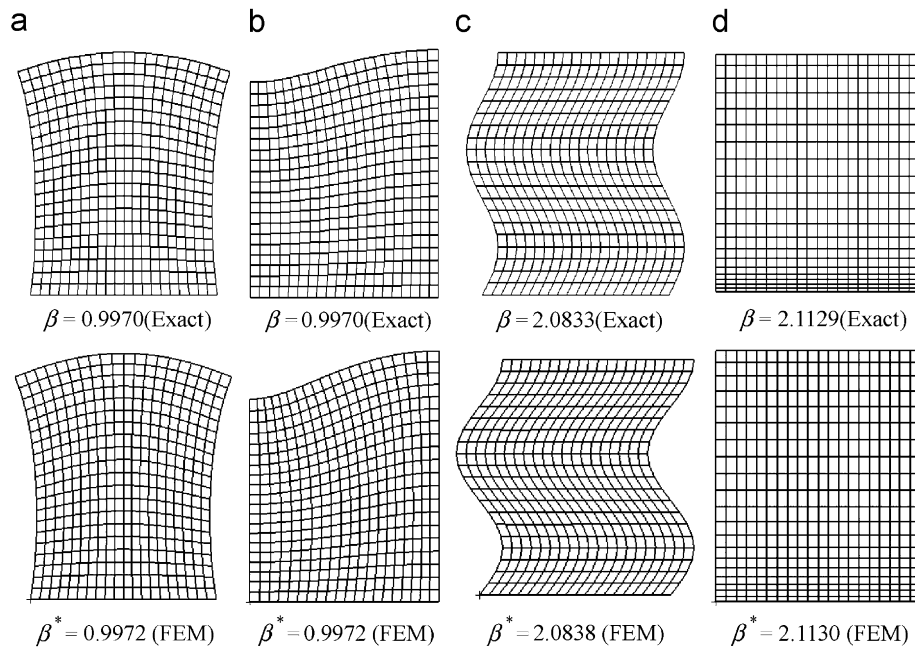 a b c d
β = 0.9970(Exact) β = 0.9970(Exact) β = 2.0833(Exact) β = 2.1129(Exact)
β* = 0.9972 (FEM) β* = 0.9972 (FEM) β* = 2.0838 (FEM) β* = 2.1130 (FEM)